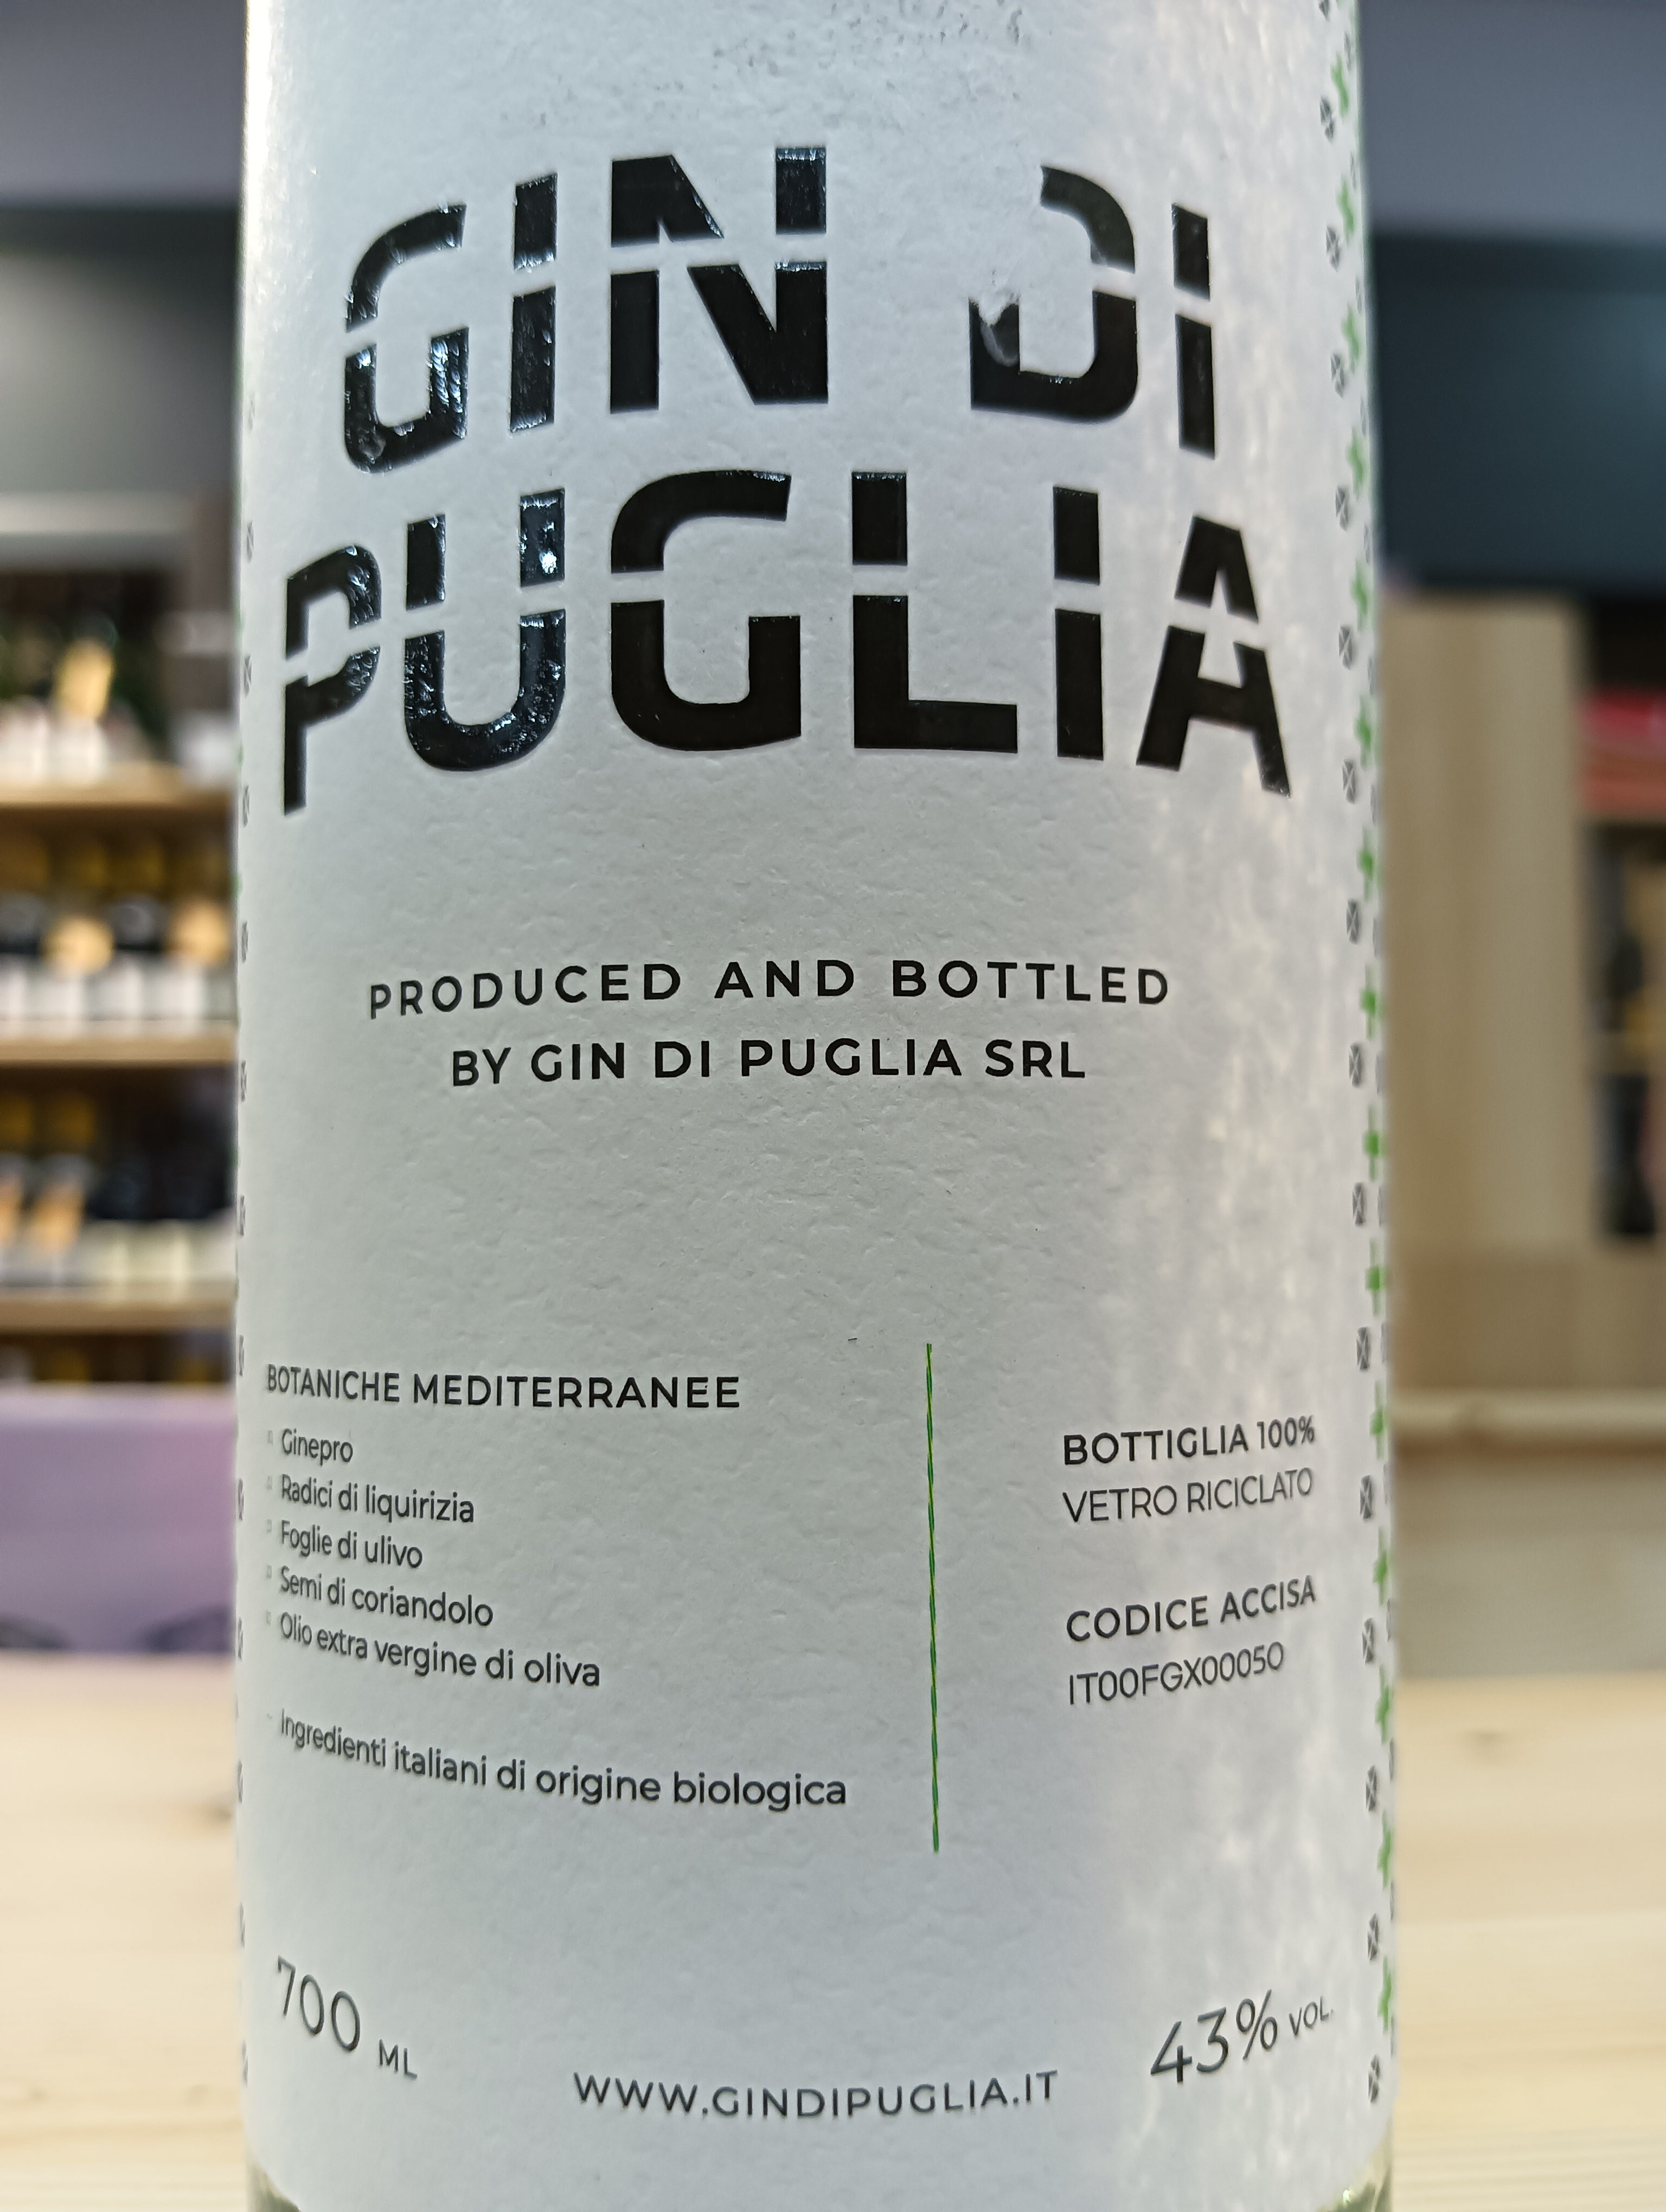 GIN DI
PUGLIA
PRODUCED AND BOTTLED
BY GIN DI PUGLIA SRL
BOTANICHE MEDITERRANEE
Ginepro
Radici di liquirizia
Foglie di ulivo
Semi di coriandolo
Olio extra vergine di oliva
Ingredienti italiani di origine biologica
BOTTIGLIA 100%
VETRO RICICLATO
CODICE ACCISA
IT00FGX00050
700 ML
43% VOL.
WWW.GINDIPUGLIA.IT